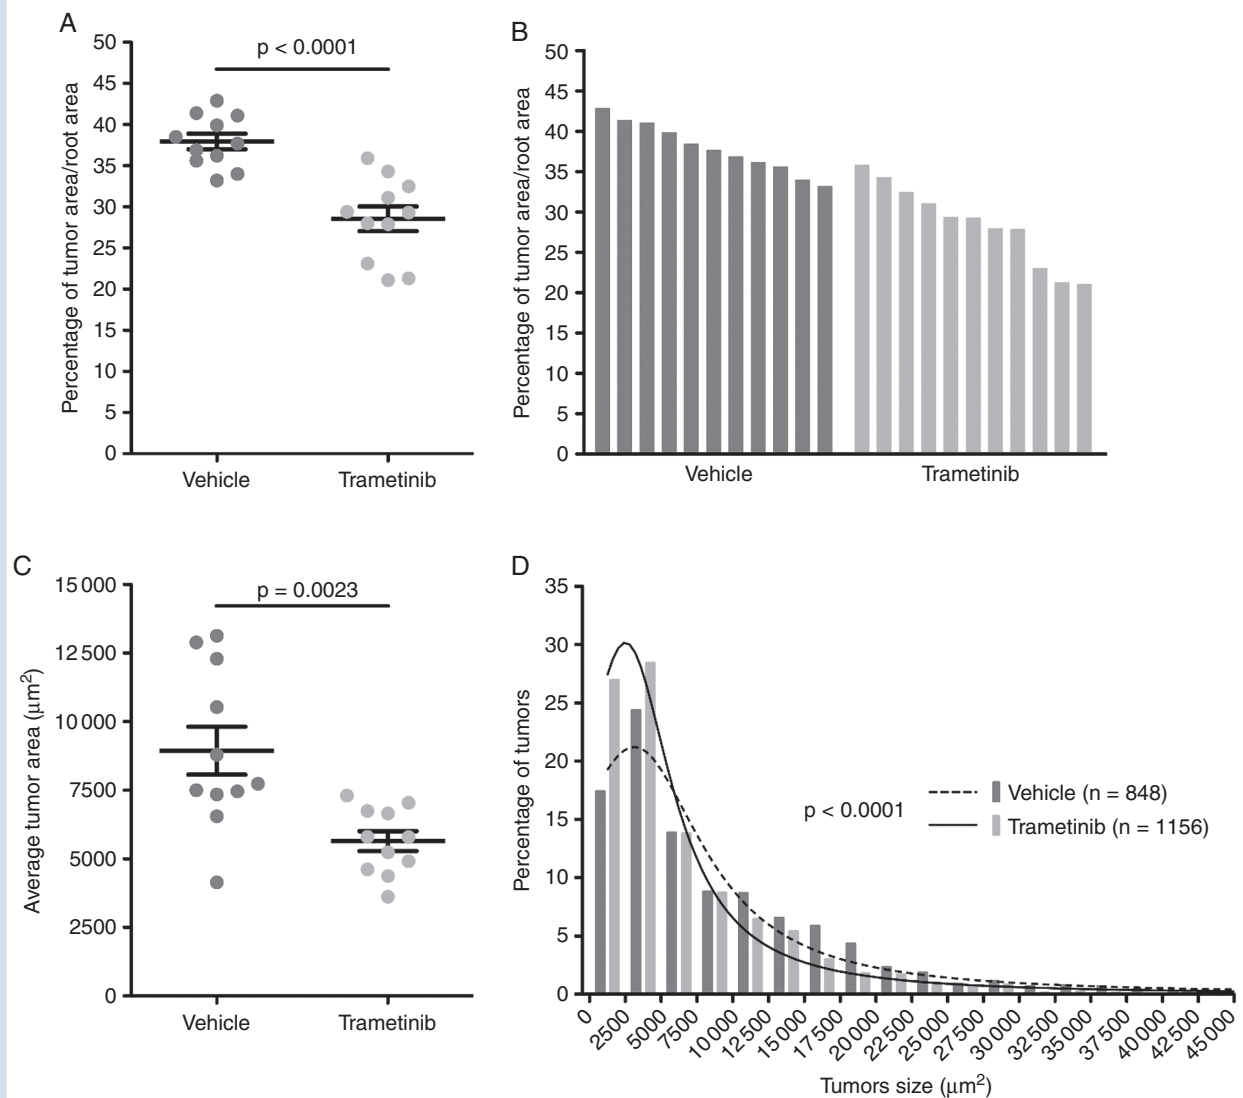 A
p < 0.0001
Percentage of tumor area/root area
50
45
40
35
30
25
20
15
10
5
0
Vehicle
Trametinib
B
Percentage of tumor area/root area
50
45
40
35
30
25
20
15
10
5
0
Vehicle
Trametinib
C
p = 0.0023
Average tumor area (μm²)
15 000
12 500
10 000
7500
5000
2500
0
Vehicle
Trametinib
D
Percentage of tumors
35
30
25
20
15
10
5
0
p < 0.0001
Vehicle (n = 848)
Trametinib (n = 1156)
0
2500
5000
7500
10 000
12 500
15 000
17 500
20 000
22 500
25 000
27 500
30 000
32 500
35 000
37 500
40 000
42 500
45 000
Tumors size (μm²)